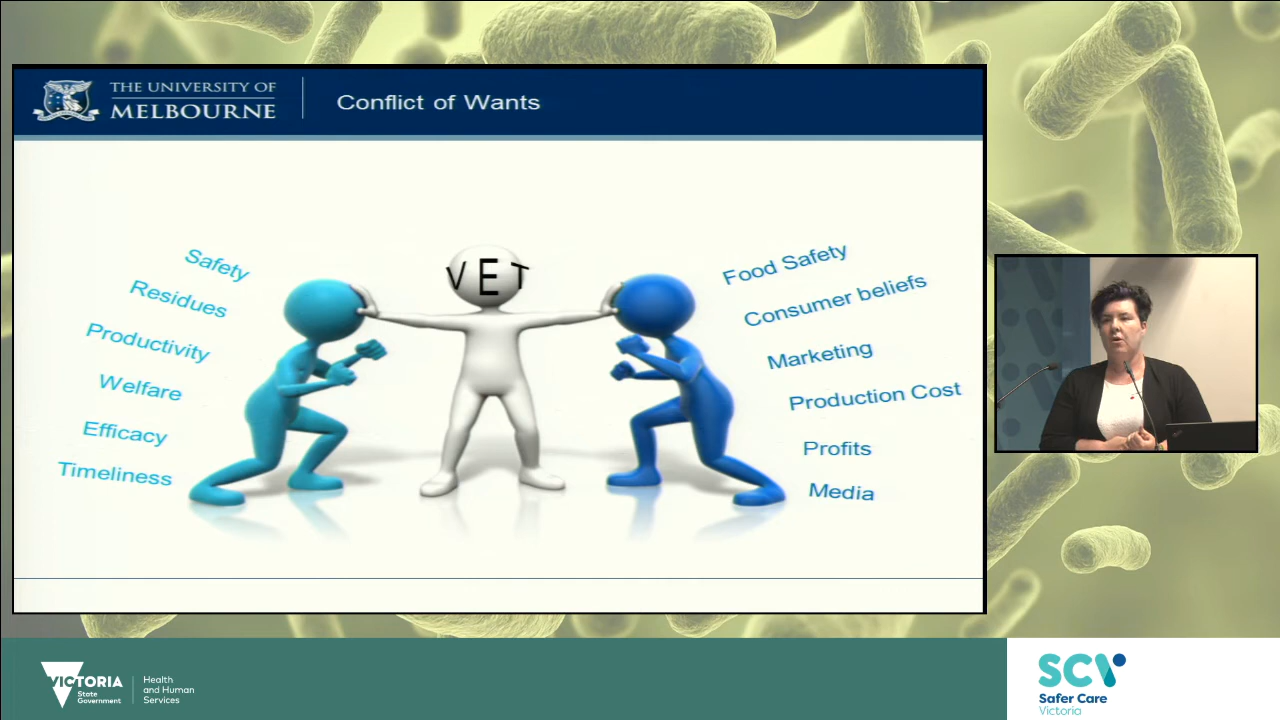 THE UNIVERSITY OF
MELBOURNE
Conflict of Wants
Safety
Residues
Productivity
Welfare
Efficacy
Timeliness
VET
Food Safety
Consumer beliefs
Marketing
Production Cost
Profits
Media
VICTORIA
State
Government
Health
and Human
Services
SCV
Safer Care
Victoria